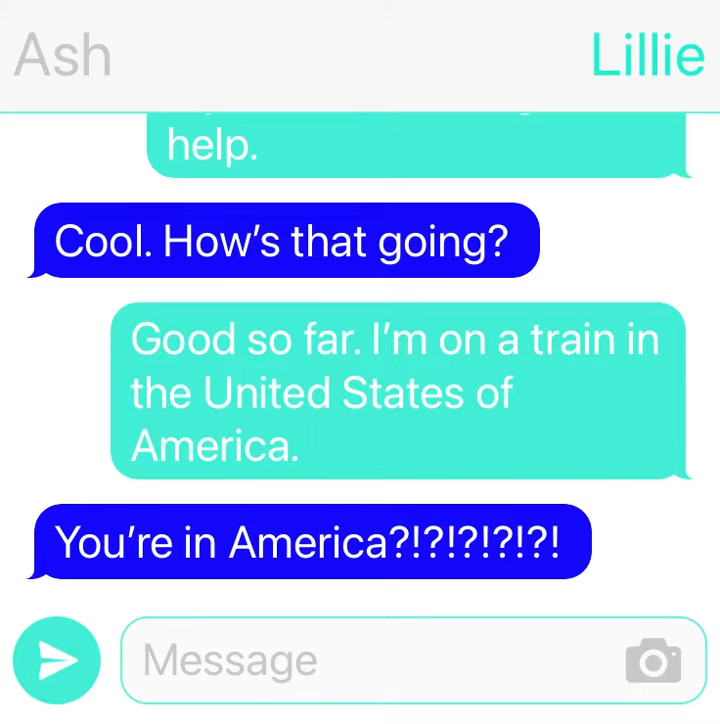 Ash
Lillie
help.
Cool. How's that going?
Good so far. I'm on a train in
the United States of
America.
You're in America?!?!?!?!?!
Message